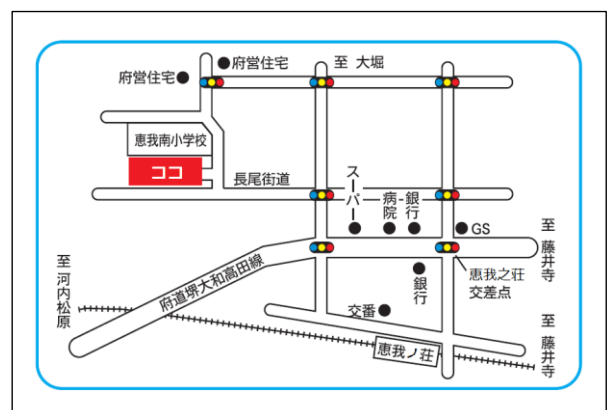 府営住宅
府営住宅
至 大堀
恵我南小学校
ココ
長尾街道
スーパー
病院
銀行
GS
至 藤井寺
至 河内松原
府道堺大和高田線
銀行
恵我之荘
交差点
交番
恵我ノ荘
至 藤井寺